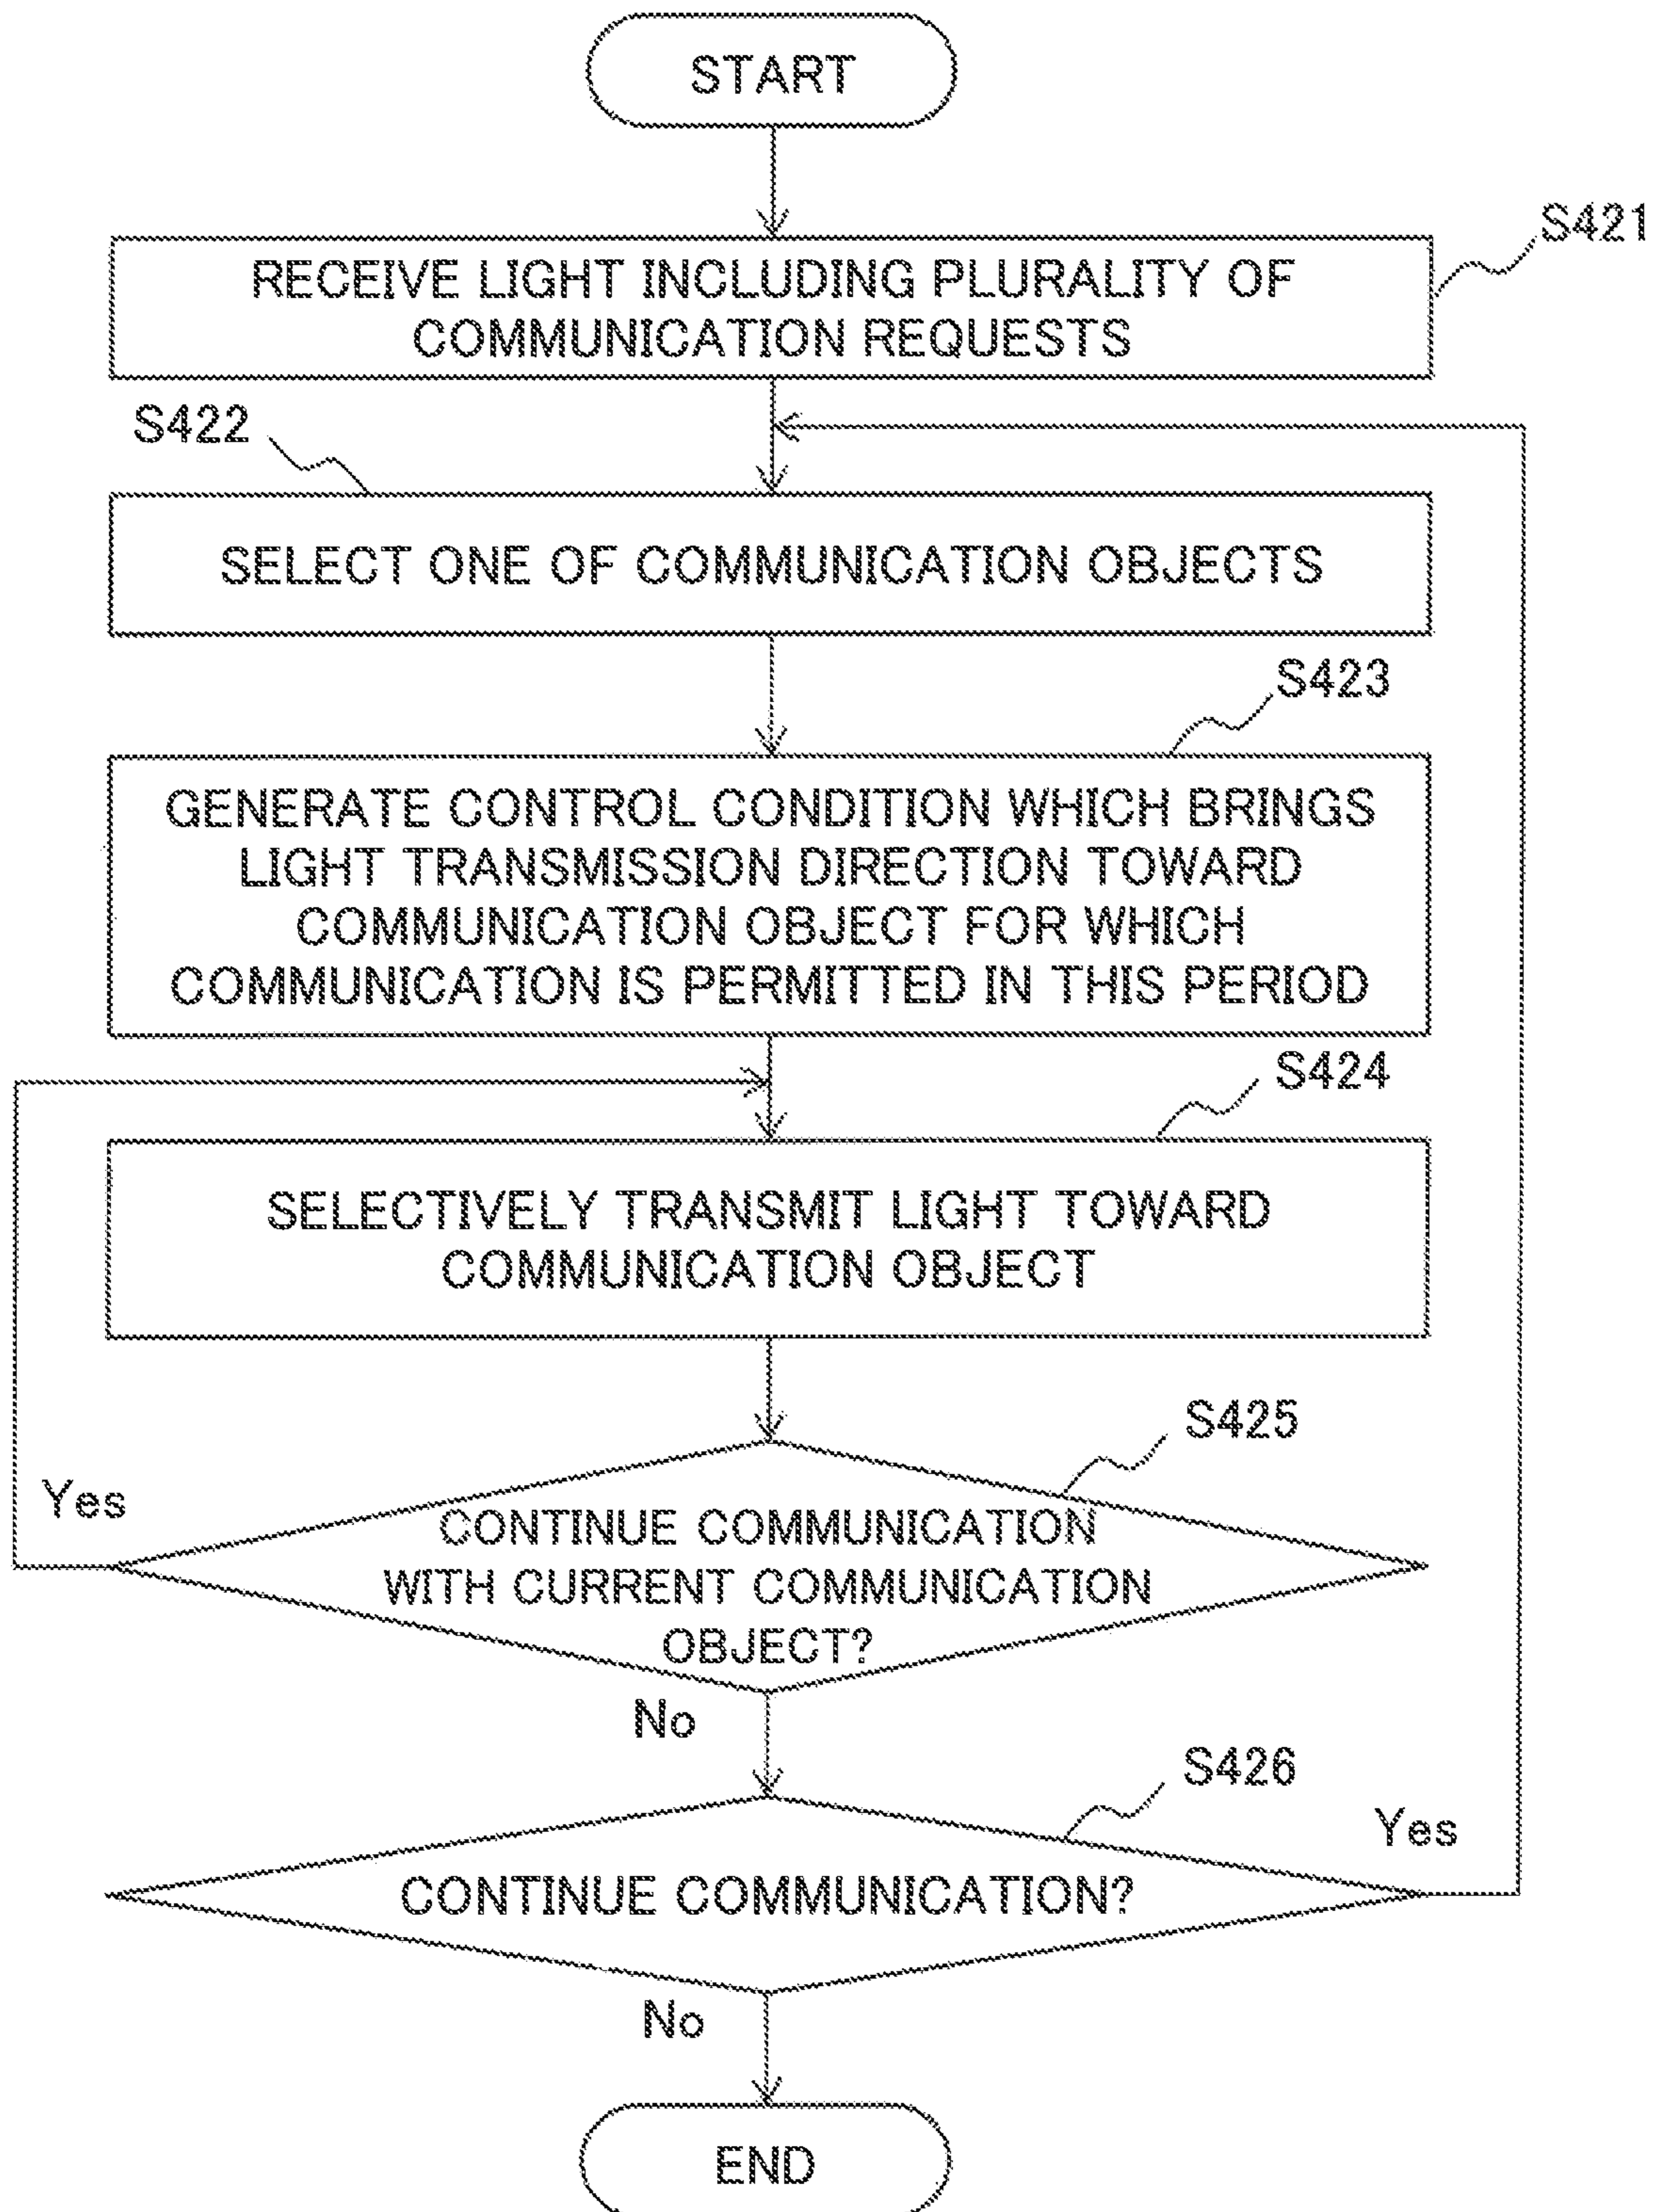 START
S421
RECEIVE LIGHT INCLUDING PLURALITY OF
COMMUNICATION REQUESTS
S422
SELECT ONE OF COMMUNICATION OBJECTS
S423
GENERATE CONTROL CONDITION WHICH BRINGS
LIGHT TRANSMISSION DIRECTION TOWARD
COMMUNICATION OBJECT FOR WHICH
COMMUNICATION IS PERMITTED IN THIS PERIOD
S424
SELECTIVELY TRANSMIT LIGHT TOWARD
COMMUNICATION OBJECT
S425
Yes
CONTINUE COMMUNICATION
WITH CURRENT COMMUNICATION
OBJECT?
No
S426
Yes
CONTINUE COMMUNICATION?
No
END